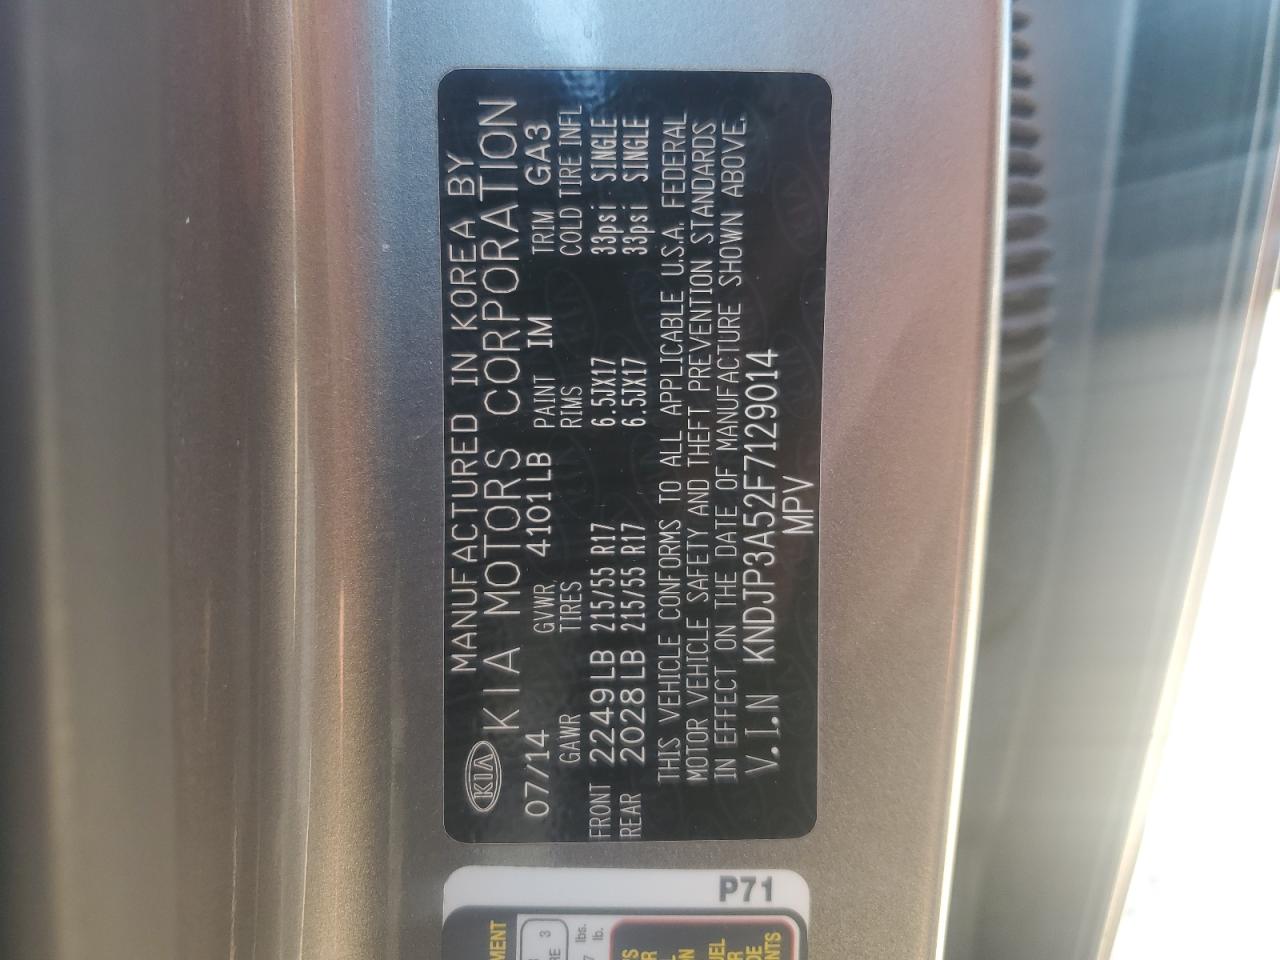 MANUFACTURED IN KOREA BY
KIA KIA MOTORS CORPORATION
07/14 GVWR 4101LB PAINT IM TRIM GA3
GAWR TIRES RIMS COLD TIRE INFL
FRONT 2249LB 215/55 R17 6.5JX17 33psi SINGLE
REAR 2028LB 215/55 R17 6.5JX17 33psi SINGLE
THIS VEHICLE CONFORMS TO ALL APPLICABLE U.S.A. FEDERAL
MOTOR VEHICLE SAFETY AND THEFT PREVENTION STANDARDS
IN EFFECT ON THE DATE OF MANUFACTURE SHOWN ABOVE.
V.I.N KNDJP3A52F7129014
MPV
P71